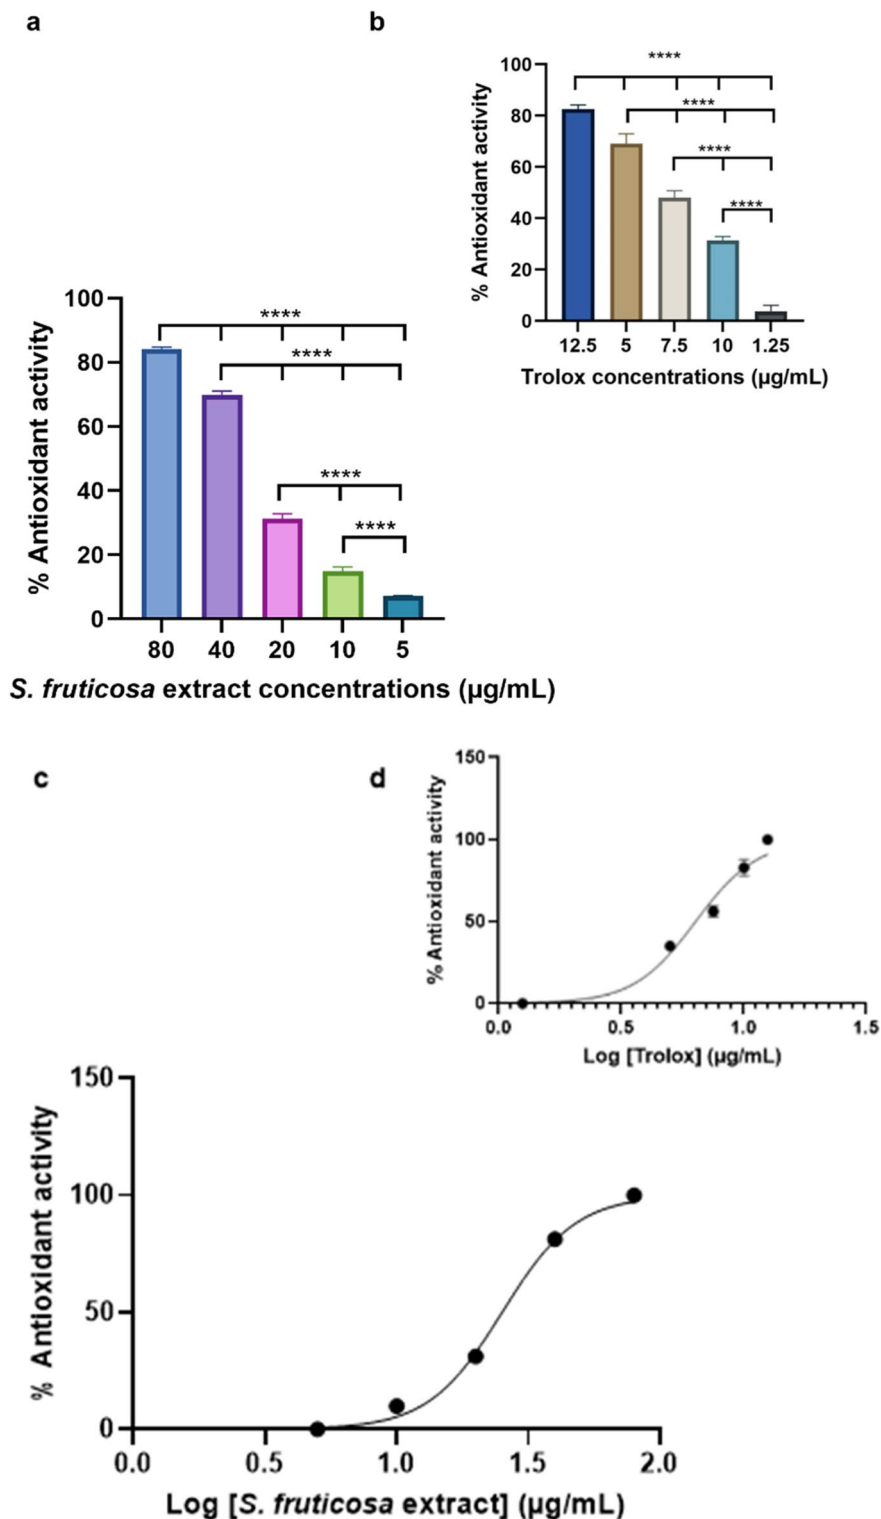 a
100
80
60
40
20
0
% Antioxidant activity
****
****
****
****
80 40 20 10 5
S. fruticosa extract concentrations (µg/mL)
b
100
80
60
40
20
0
% Antioxidant activity
****
****
****
****
12.5 5 7.5 10 1.25
Trolox concentrations (µg/mL)
c
150
100
50
0
% Antioxidant activity
0.0 0.5 1.0 1.5 2.0
Log [S. fruticosa extract] (µg/mL)
d
150
100
50
0
% Antioxidant activity
0.0 0.5 1.0 1.5
Log [Trolox] (µg/mL)